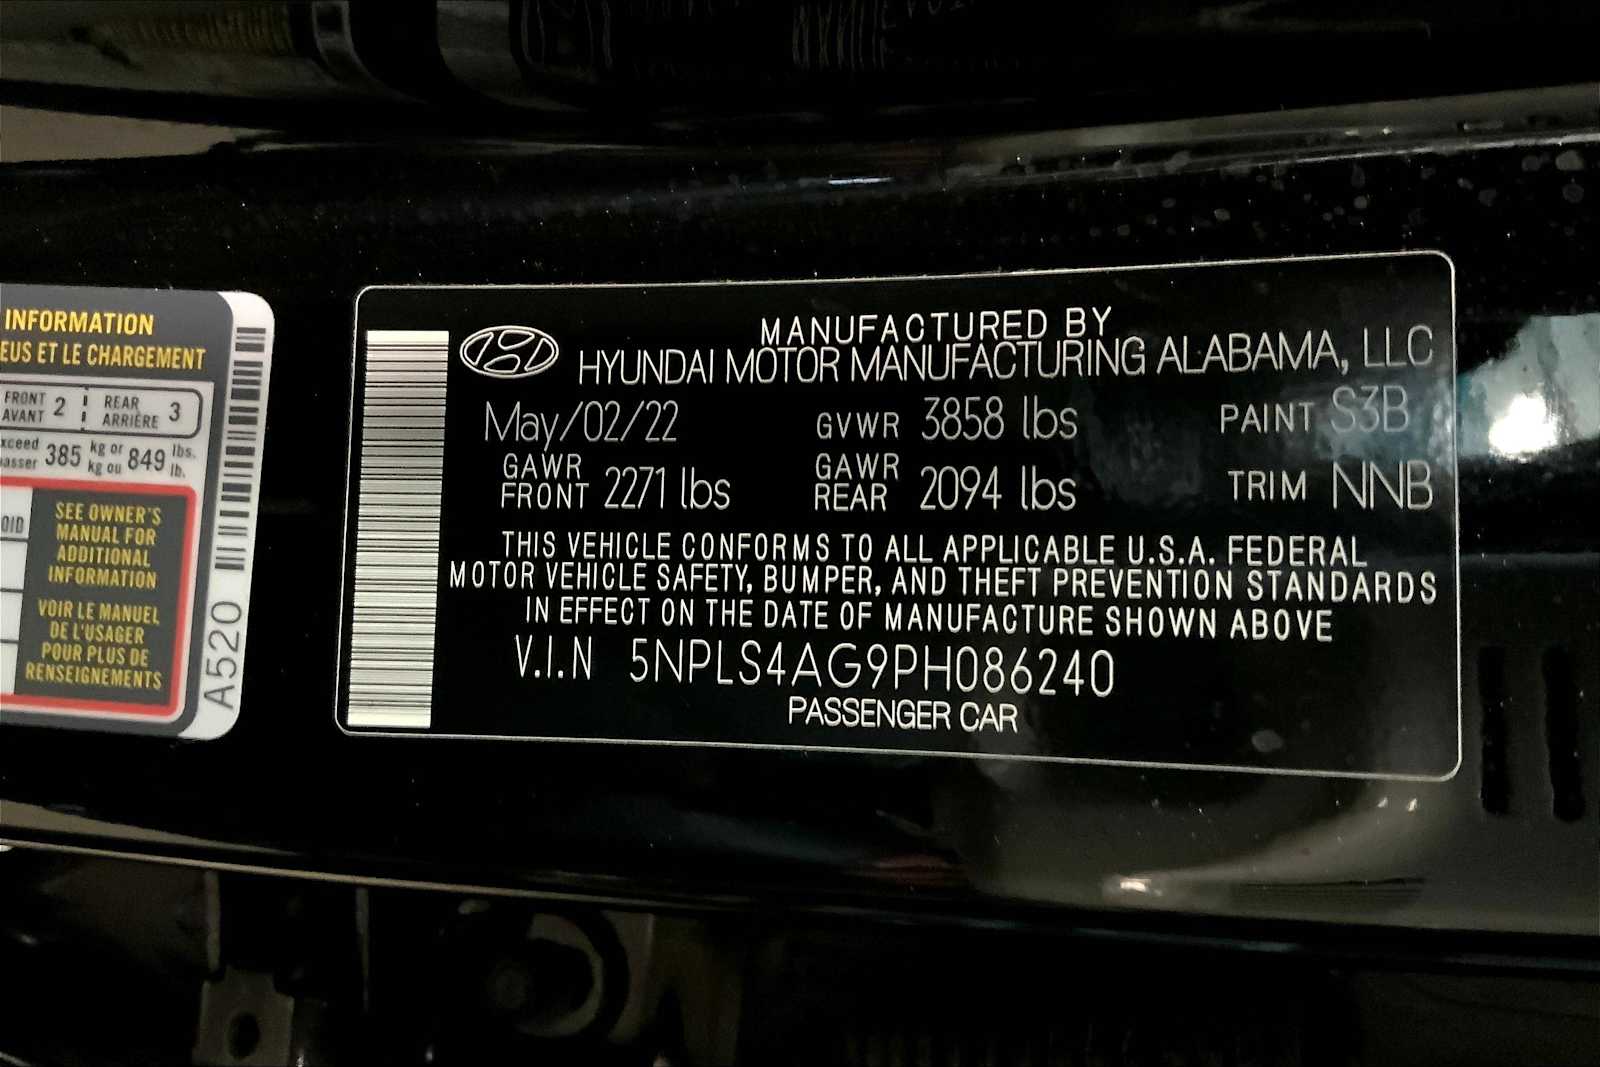 INFORMATION
EUS ET LE CHARGEMENT
FRONT AVANT 2 REAR ARRIÈRE 3
xceed asser 385 kg or kg ou 849 lbs. lb.
OID
SEE OWNER'S
MANUAL FOR
ADDITIONAL
INFORMATION
VOIR LE MANUEL
DE L'USAGER
POUR PLUS DE
RENSEIGNEMENTS
A520
MANUFACTURED BY
HYUNDAI MOTOR MANUFACTURING ALABAMA, LLC
May/02/22 GVWR 3858 lbs PAINT S3B
GAWR FRONT 2271 lbs GAWR REAR 2094 lbs TRIM NNB
THIS VEHICLE CONFORMS TO ALL APPLICABLE U.S.A. FEDERAL
MOTOR VEHICLE SAFETY, BUMPER, AND THEFT PREVENTION STANDARDS
IN EFFECT ON THE DATE OF MANUFACTURE SHOWN ABOVE
V.I.N 5NPLS4AG9PH086240
PASSENGER CAR